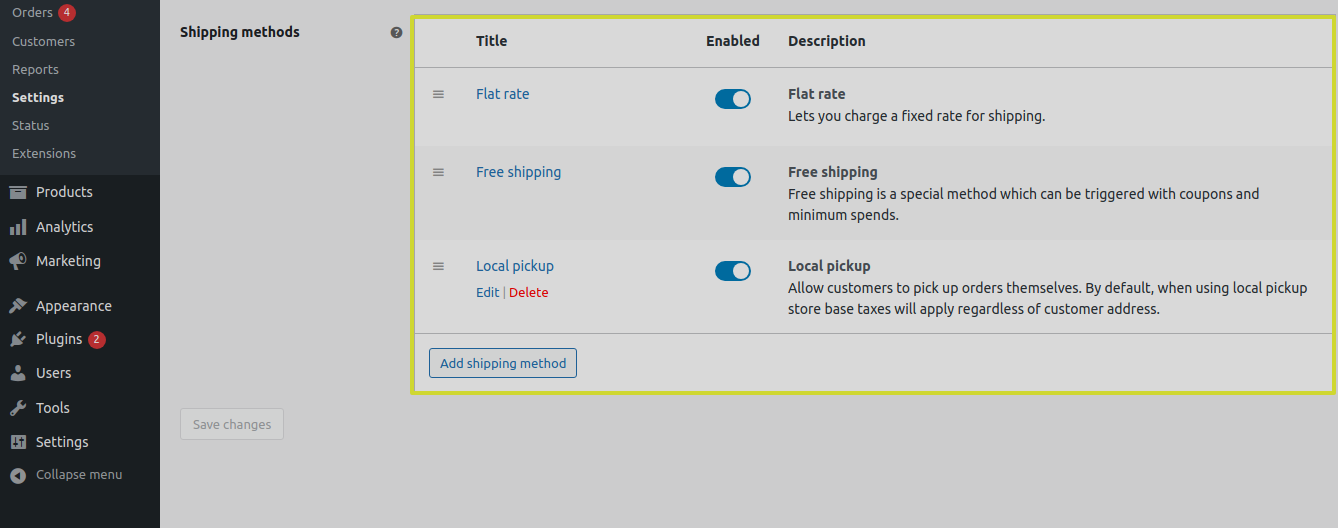 Orders 4
Customers
Reports
Settings
Status
Extensions
Products
Analytics
Marketing
Appearance
Plugins 2
Users
Tools
Settings
Collapse menu
Shipping methods ?
Title Enabled Description
Flat rate
Flat rate
Lets you charge a fixed rate for shipping.
Free shipping
Free shipping
Free shipping is a special method which can be triggered with coupons and
minimum spends.
Local pickup
Edit | Delete
Local pickup
Allow customers to pick up orders themselves. By default, when using local pickup
store base taxes will apply regardless of customer address.
Add shipping method
Save changes